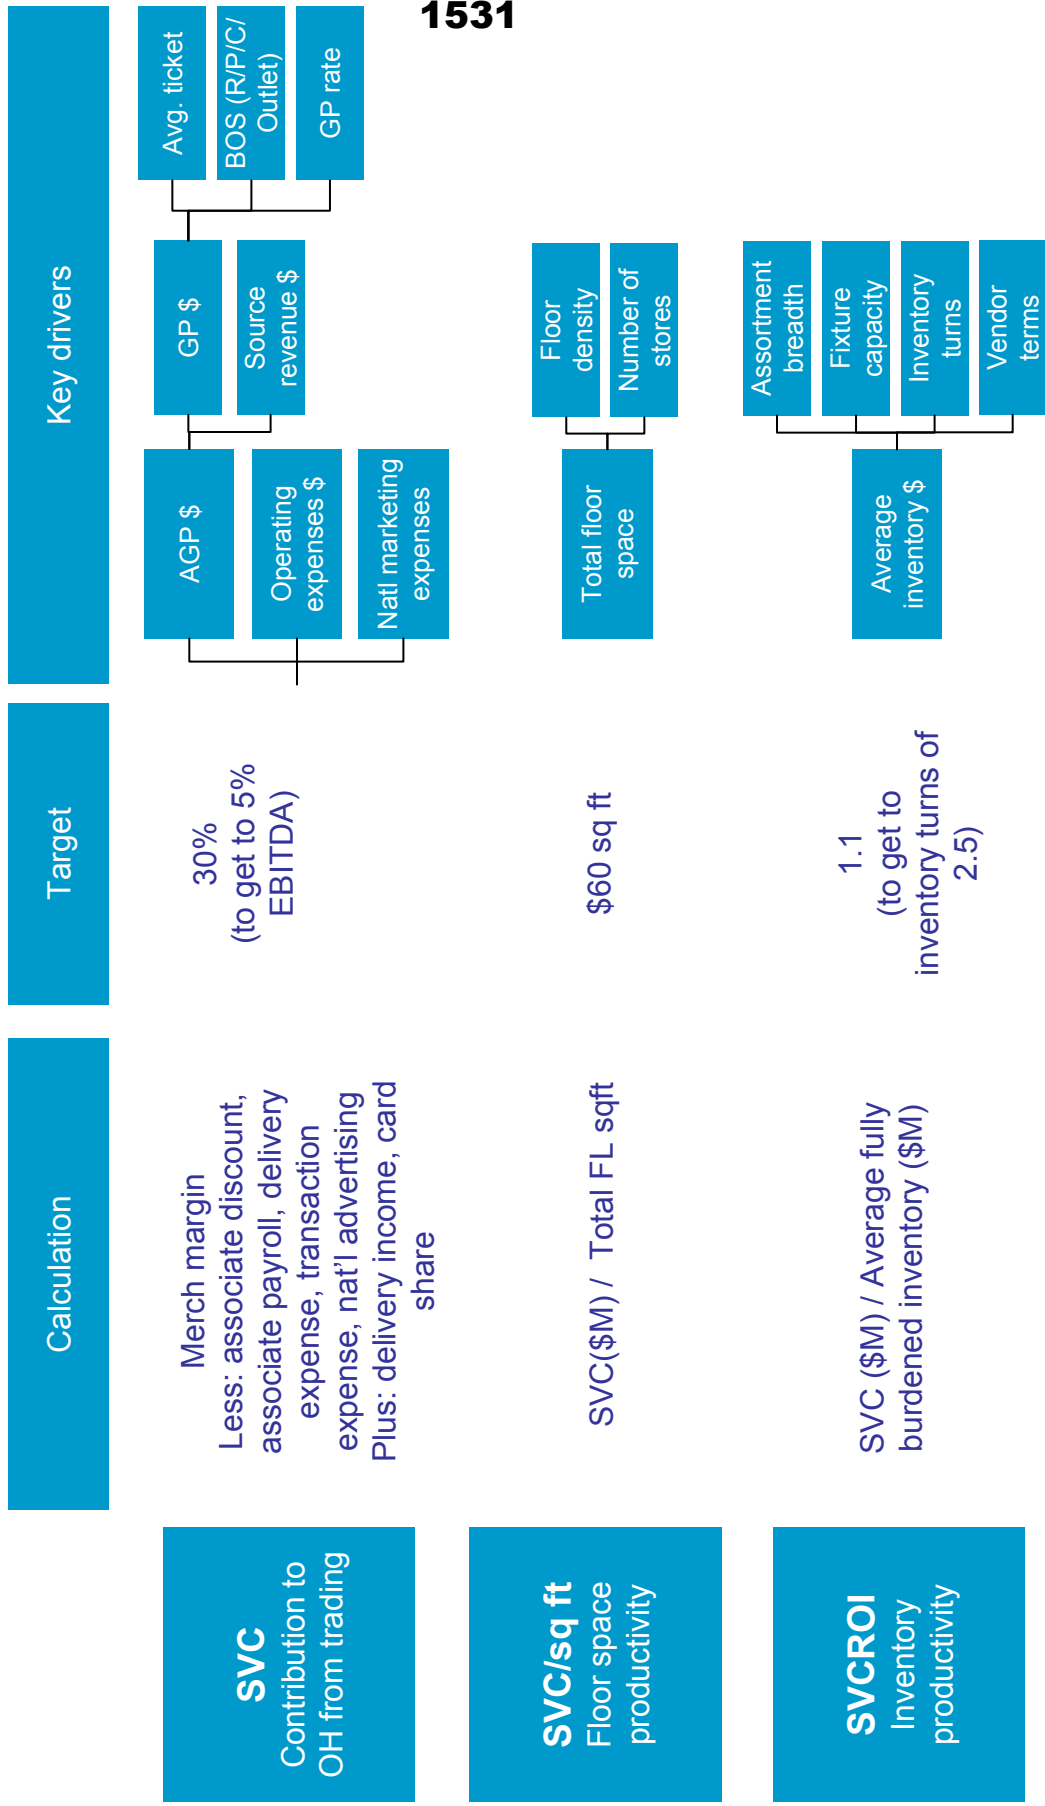 1531
Calculation
Target
Key drivers
SVC
Contribution to
OH from trading
Merch margin
Less: associate discount,
associate payroll, delivery
expense, transaction
expense, nat'l advertising
Plus: delivery income, card
share
30%
(to get to 5%
EBITDA)
AGP $
Operating
expenses $
Natl marketing
expenses
GP $
Source
revenue $
Avg. ticket
BOS (R/P/C/
Outlet)
GP rate
SVC/sq ft
Floor space
productivity
SVC($M) / Total FL sqft
$60 sq ft
Total floor
space
Floor
density
Number of
stores
SVCROI
Inventory
productivity
SVC ($M) / Average fully
burdened inventory ($M)
1.1
(to get to
inventory turns of
2.5)
Average
inventory $
Assortment
breadth
Fixture
capacity
Inventory
turns
Vendor
terms